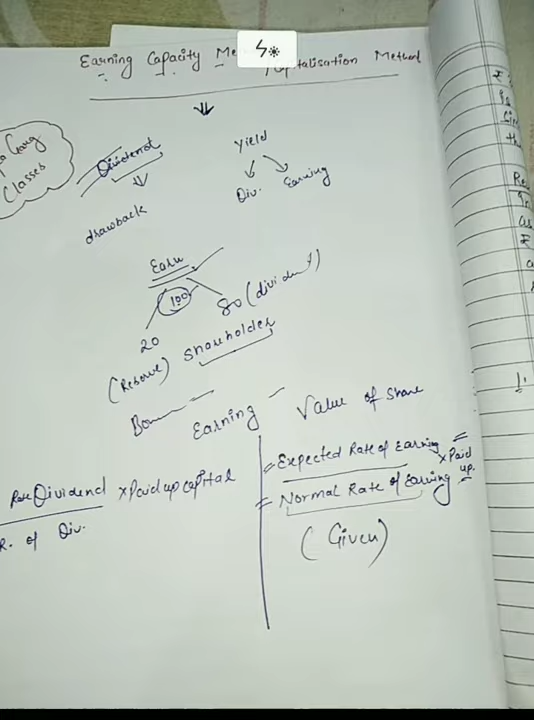 Earning Capacity Me
Capitalisation Method
Garg
Classes
Dividend
drawback
Yield
Div. Earning
Earn
100
20
80 (dividend)
(Reserve) Shareholder
Earning Value of share
Rate Dividend × Paid up capital
R. of Div.
= Expected Rate of Earning
× Paid
up.
= Normal Rate of Earning =
(Given)